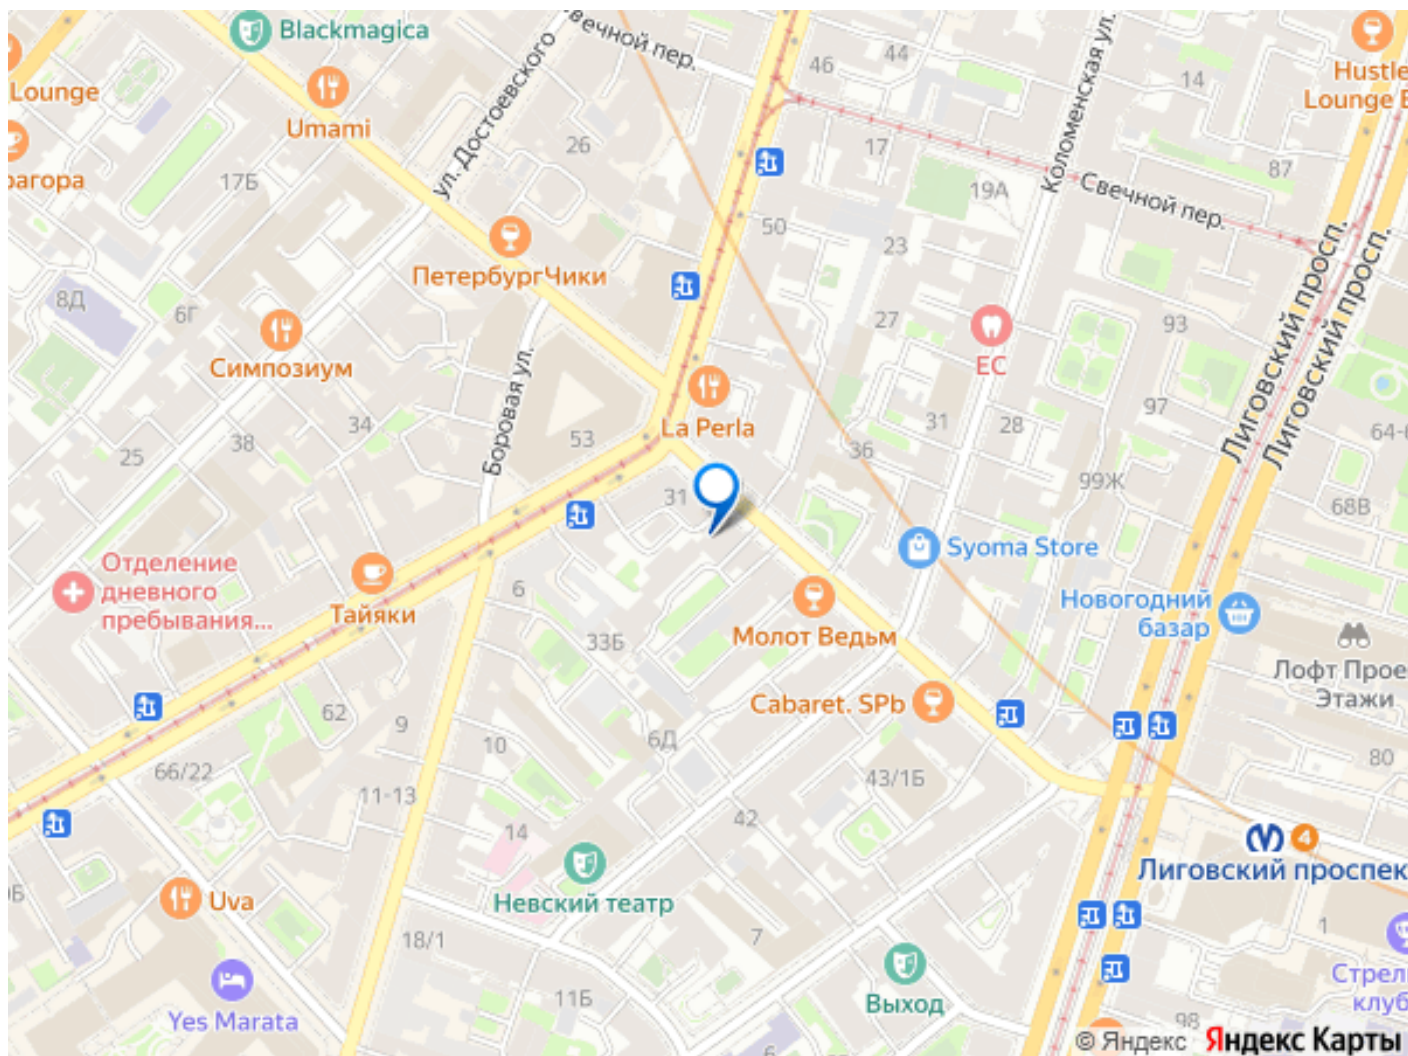 Blackmagica
Свечной пер.
Коломенская ул.
Hustle
Lounge
Umami
ул. Достоевского
46
44
14
Lounge
26
17
87
17Б
19А
Свечной пер.
50
23
ПетербургЧики
8Д
6Г
27
93
Лиговский просп.
Лиговский просп.
Симпозиум
ЕС
Боровая ул.
34
53
La Perla
31
28
97
38
25
36
99Ж
31
68В
Syoma Store
Отделение
дневного
пребывания...
Тайяки
6
33Б
Молот Ведьм
Новогодний
базар
Лофт Прое
Этажи
Cabaret. SPb
62
9
10
6Д
66/22
11-13
43/1Б
80
42
14
4
Лиговский проспек
Невский театр
Uva
18/1
7
1
Выход
Yes Marata
11Б
98
© Яндекс Яндекс Карты